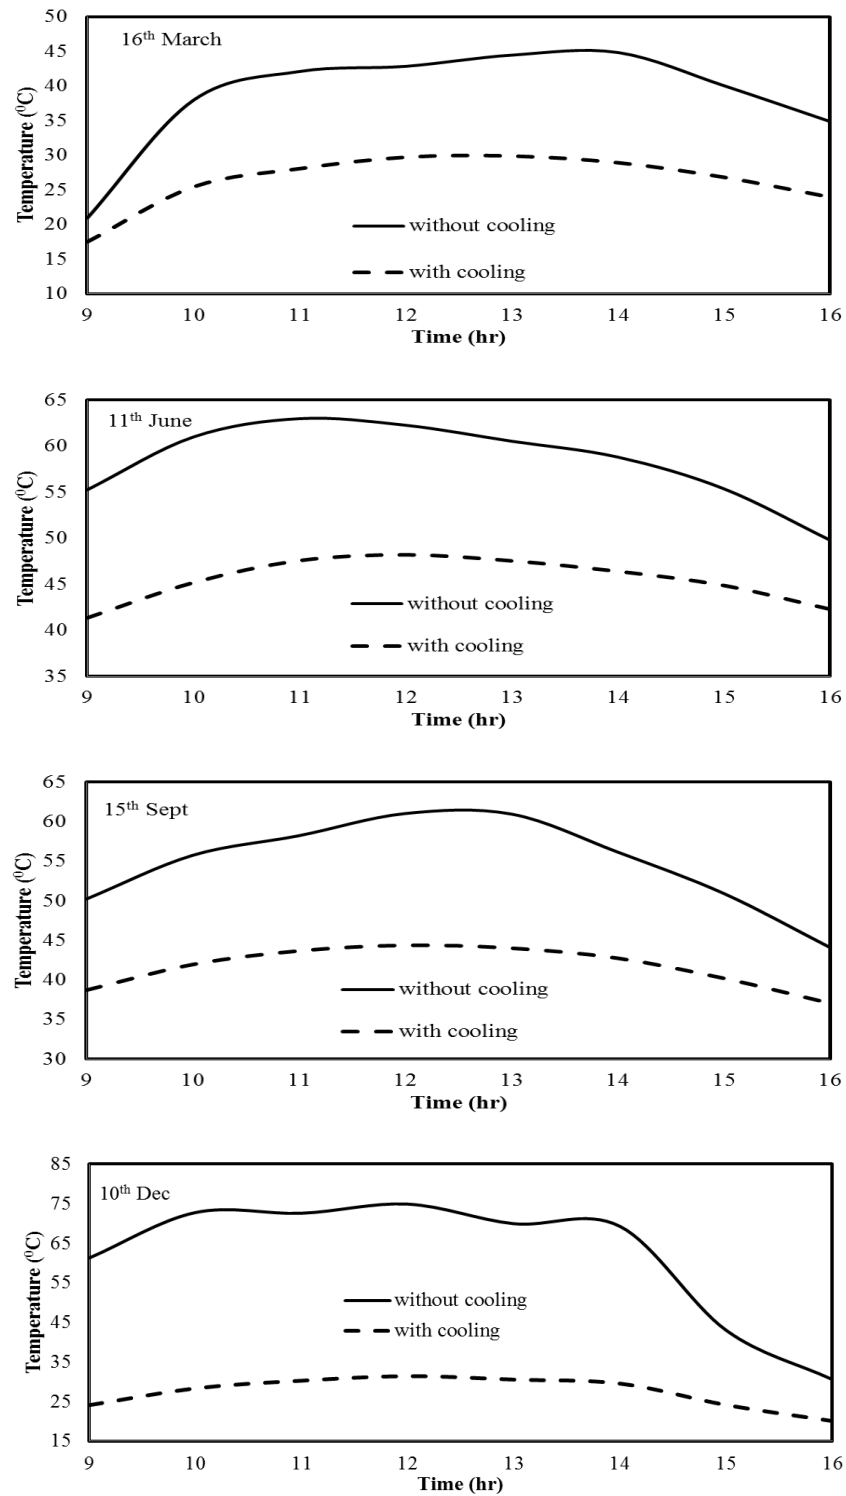 16th March
Temperature (⁰C)
50
45
40
35
30
25
20
15
10
without cooling
with cooling
9 10 11 12 13 14 15 16
Time (hr)
11th June
Temperature (⁰C)
65
60
55
50
45
40
35
without cooling
with cooling
9 10 11 12 13 14 15 16
Time (hr)
15th Sept
Temperature (⁰C)
65
60
55
50
45
40
35
30
without cooling
with cooling
9 10 11 12 13 14 15 16
Time (hr)
10th Dec
Temperature (⁰C)
85
75
65
55
45
35
25
15
without cooling
with cooling
9 10 11 12 13 14 15 16
Time (hr)